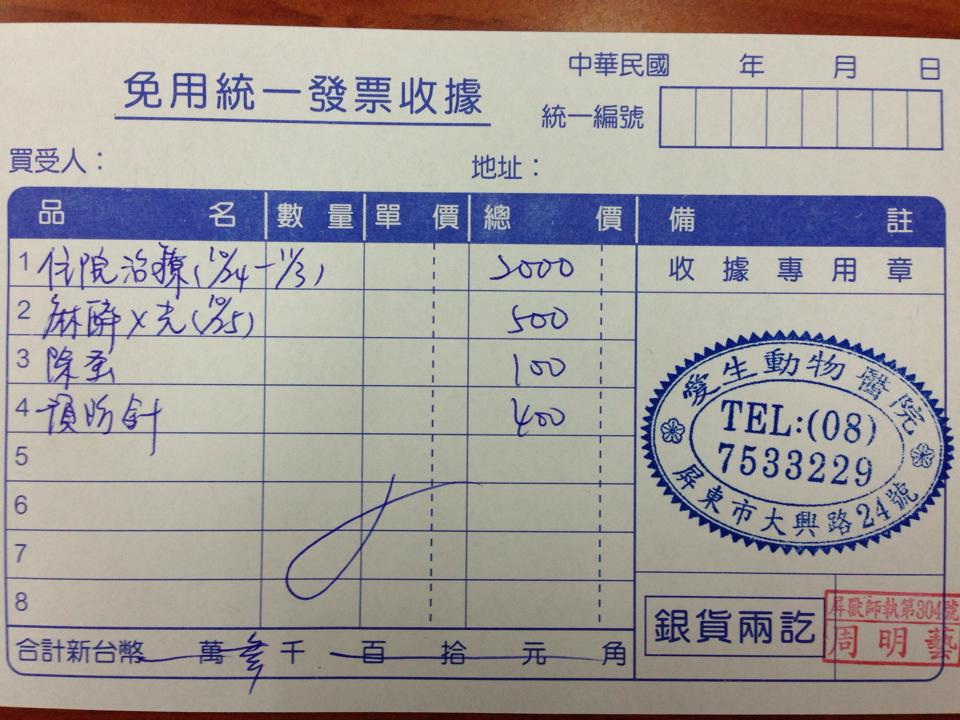 中華民國 年 月 日
免用統一發票收據
統一編號
買受人： 地址：
品名 數量 單價 總價 備註
1 住院治療(10/24-11/3) 2000
收據專用章
2 麻醉X光(10/25) 500
3 除蚤 100
4 預防針 400
5
6
7
8
愛生動物醫院
TEL:(08)
7533229
屏東市大興路24號
合計新台幣 萬 參 千 百 拾 元 角
銀貨兩訖
屏獸師執第304號
周明藝